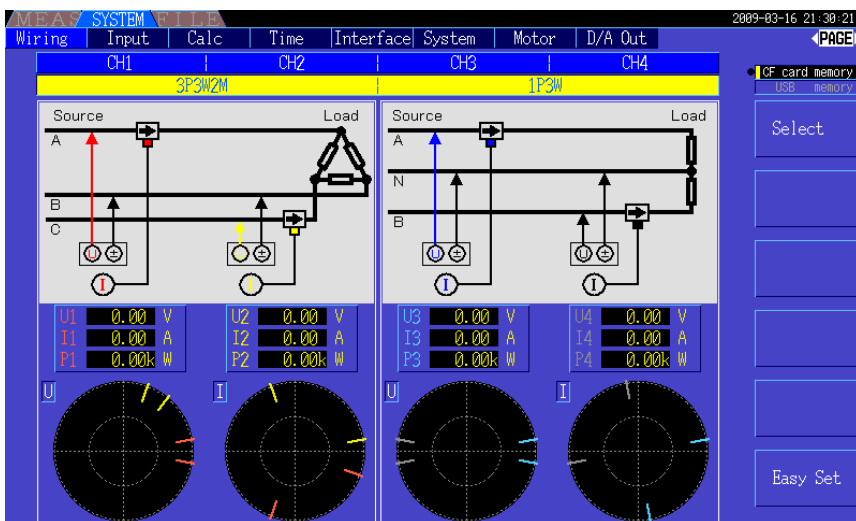 MEAS SYSTEM FILE 2009-03-16 21:30:21
Wiring Input Calc Time Interface System Motor D/A Out PAGE
CH1 CH2 CH3 CH4
3P3W2M 1P3W
CF card memory
USB memory
Source Load Source Load
Select
A A
N
B
C B
U ± U ± U ± U ±
I I I I
U1 0.00 V U2 0.00 V U3 0.00 V U4 0.00 V
I1 0.00 A I2 0.00 A I3 0.00 A I4 0.00 A
P1 0.00k W P2 0.00k W P3 0.00k W P4 0.00k W
U I U I
Easy Set